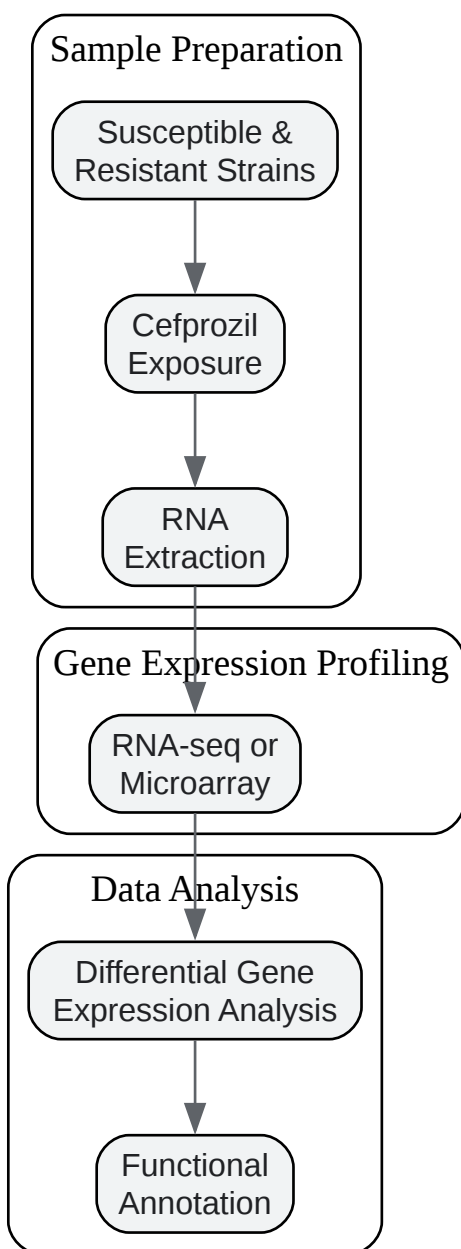 Sample Preparation
Susceptible &
Resistant Strains
Cefprozil
Exposure
RNA
Extraction
Gene Expression Profiling
RNA-seq or
Microarray
Data Analysis
Differential Gene
Expression Analysis
Functional
Annotation